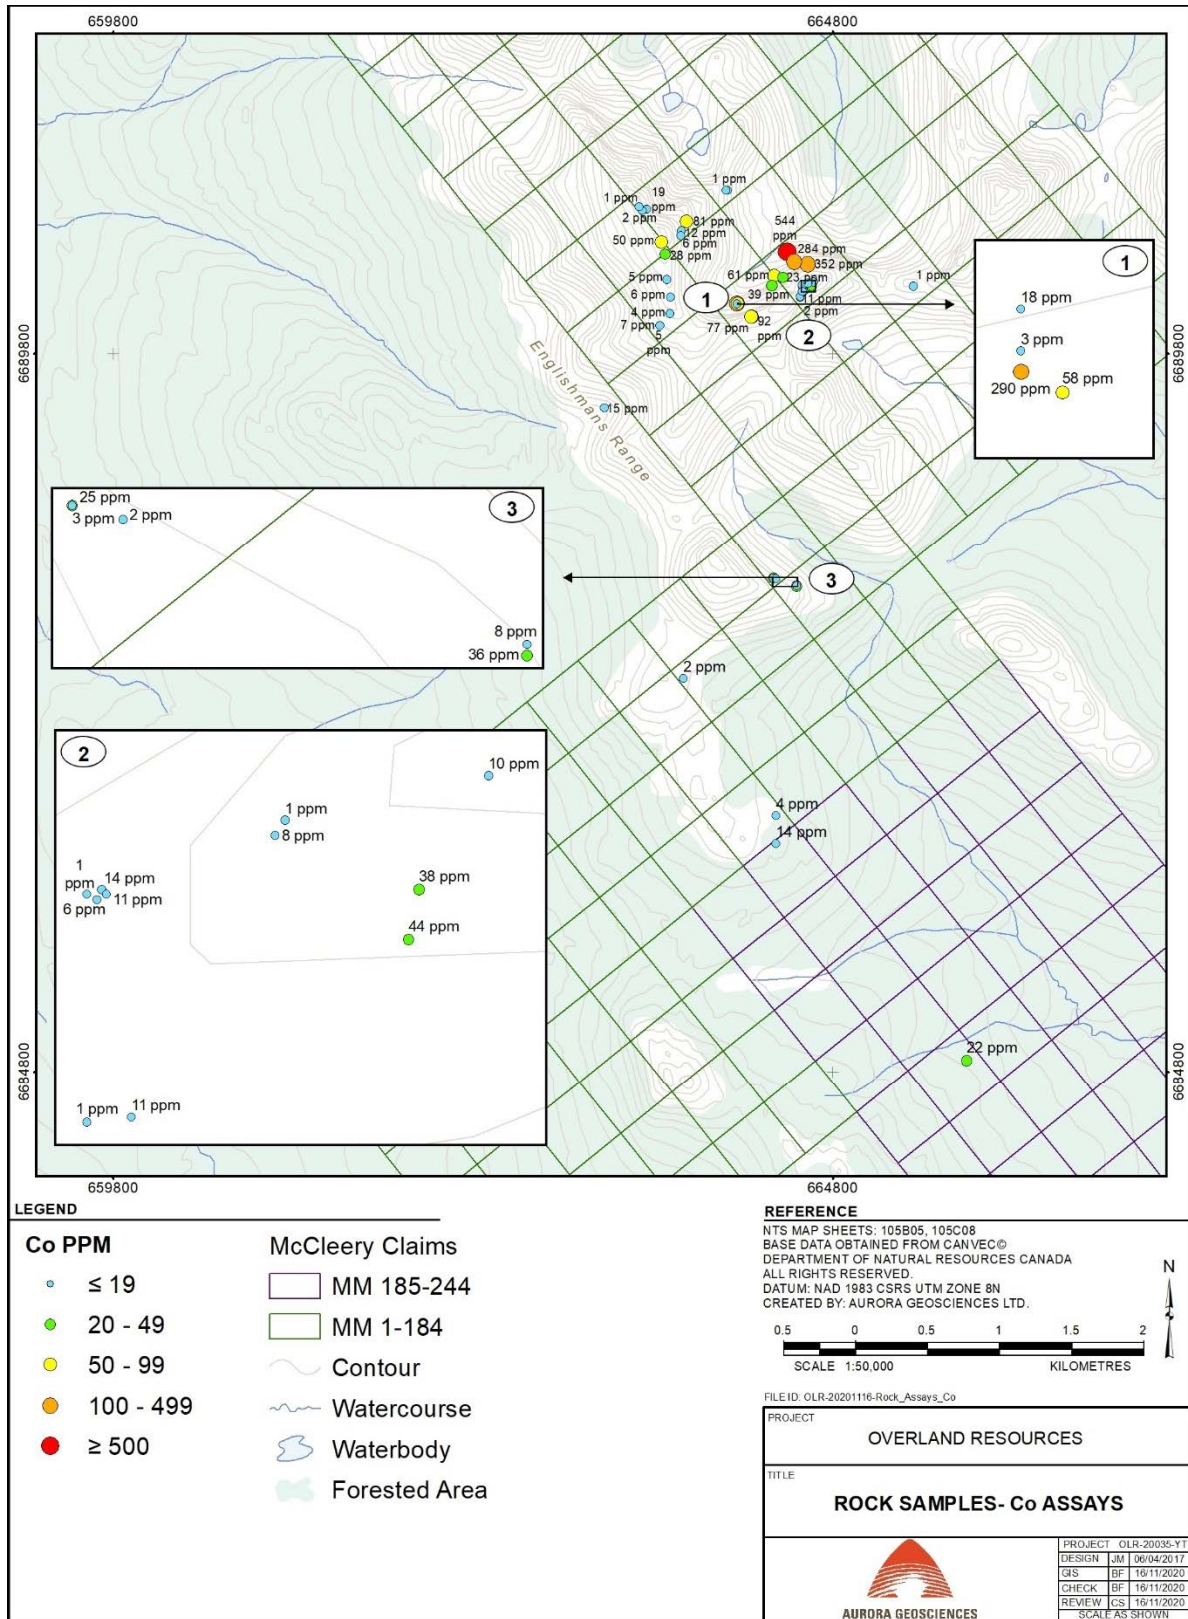 659800
664800
1 ppm
1 ppm
19
ppm
2 ppm
81 ppm
12 ppm
6 ppm
50 ppm
28 ppm
544
ppm
284 ppm
352 ppm
61 ppm
23 ppm
1 ppm
5 ppm
6 ppm
39 ppm
11 ppm
2 ppm
4 ppm
7 ppm
5
ppm
77 ppm
92
ppm
1
2
1
18 ppm
3 ppm
290 ppm
58 ppm
6689800
6689800
Englishmans Range
15 ppm
25 ppm
3 ppm
2 ppm
3
8 ppm
36 ppm
3
2 ppm
2
10 ppm
1 ppm
8 ppm
1
ppm
14 ppm
6 ppm
11 ppm
38 ppm
44 ppm
1 ppm
11 ppm
4 ppm
14 ppm
22 ppm
6684800
6684800
659800
664800
LEGEND
Co PPM
≤ 19
20 - 49
50 - 99
100 - 499
≥ 500
McCleery Claims
MM 185-244
MM 1-184
Contour
Watercourse
Waterbody
Forested Area
REFERENCE
NTS MAP SHEETS: 105B05, 105C08
BASE DATA OBTAINED FROM CANVEC©
DEPARTMENT OF NATURAL RESOURCES CANADA
ALL RIGHTS RESERVED.
DATUM: NAD 1983 CSRS UTM ZONE 8N
CREATED BY: AURORA GEOSCIENCES LTD.
N
0.5 0 0.5 1 1.5 2
SCALE 1:50,000 KILOMETRES
FILE ID: OLR-20201116-Rock_Assays_Co
PROJECT
OVERLAND RESOURCES
TITLE
ROCK SAMPLES- Co ASSAYS
AURORA GEOSCIENCES
PROJECT OLR-20035-YT
DESIGN JM 06/04/2017
GIS BF 16/11/2020
CHECK BF 16/11/2020
REVIEW CS 16/11/2020
SCALE AS SHOWN